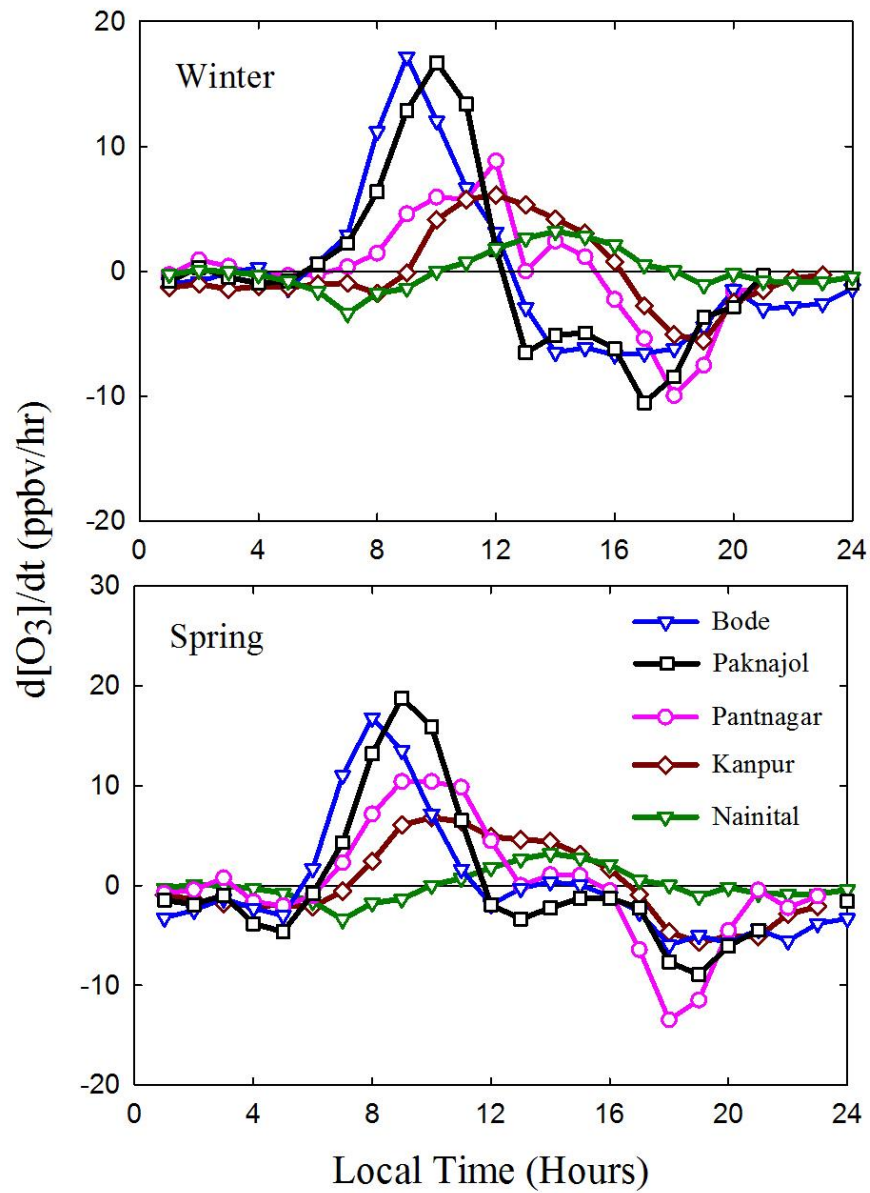 20
Winter
10
0
-10
-20
0 4 8 12 16 20 24
d[O3]/dt (ppbv/hr)
30
Spring
Bode
20
Paknajol
Pantnagar
10
Kanpur
Nainital
0
-10
-20
0 4 8 12 16 20 24
Local Time (Hours)